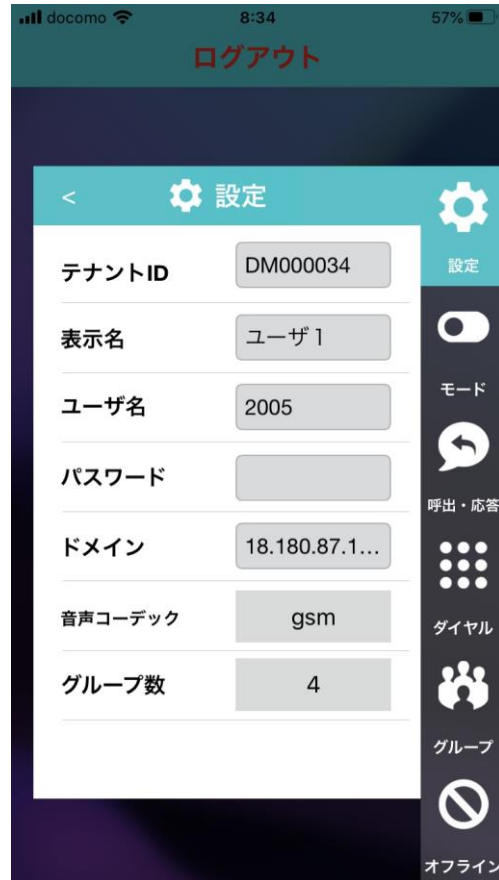 docomo 8:34 57%
ログアウト
< 設定
テナントID DM000034
表示名 ユーザ1
ユーザ名 2005
パスワード
ドメイン 18.180.87.1...
音声コーデック gsm
グループ数 4
設定
モード
呼出・応答
ダイヤル
グループ
オフライン